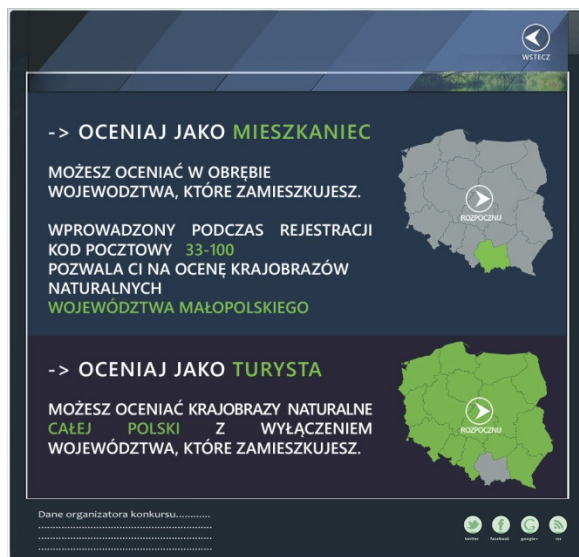 WSTECZ
-> OCENIAJ JAKO MIESZKANIEC
MOŻESZ OCENIAĆ W OBRĘBIE
WOJEWODZTWA, KTÓRE ZAMIESZKUJESZ.
WPROWADZONY PODCZAS REJESTRACJI
KOD POCZTOWY 33-100
POZWALA CI NA OCENĘ KRAJOBRAZÓW
NATURALNYCH
WOJEWÓDZTWA MAŁOPOLSKIEGO
ROZPOCZNIJ
-> OCENIAJ JAKO TURYSTA
MOŻESZ OCENIAĆ KRAJOBRAZY NATURALNE
CAŁEJ POLSKI Z WYŁĄCZENIEM
WOJEWÓDZTWA, KTÓRE ZAMIESZKUJESZ.
ROZPOCZNIJ
Dane organizatora konkursu............
twitter facebook google+ rss